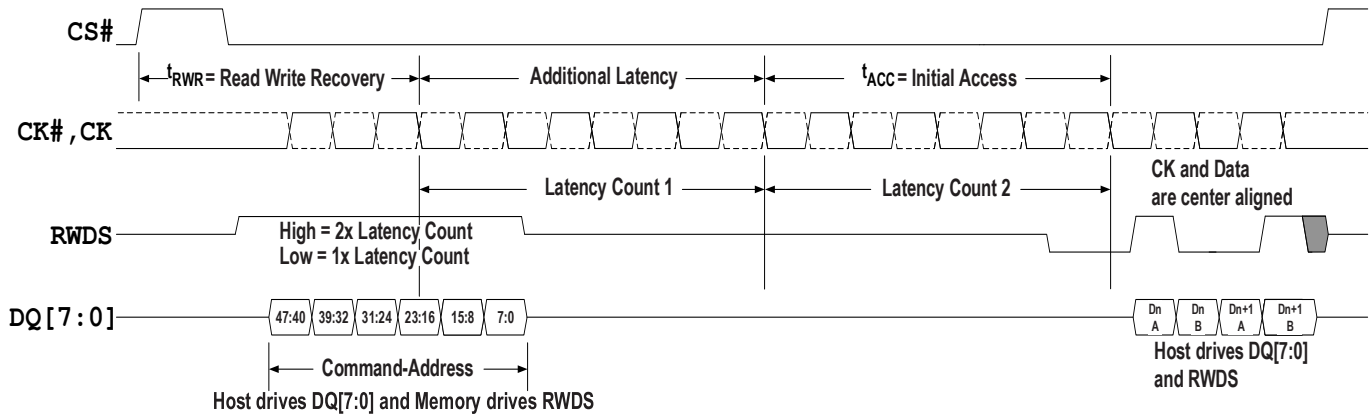 CS#
tRWR = Read Write Recovery
Additional Latency
tACC = Initial Access
CK#,CK
Latency Count 1
Latency Count 2
CK and Data
are center aligned
RWDS
High = 2x Latency Count
Low = 1x Latency Count
DQ[7:0]
47:40 39:32 31:24 23:16 15:8 7:0
Dn A
Dn B
Dn+1 A
Dn+1 B
Command-Address
Host drives DQ[7:0] and Memory drives RWDS
Host drives DQ[7:0]
and RWDS